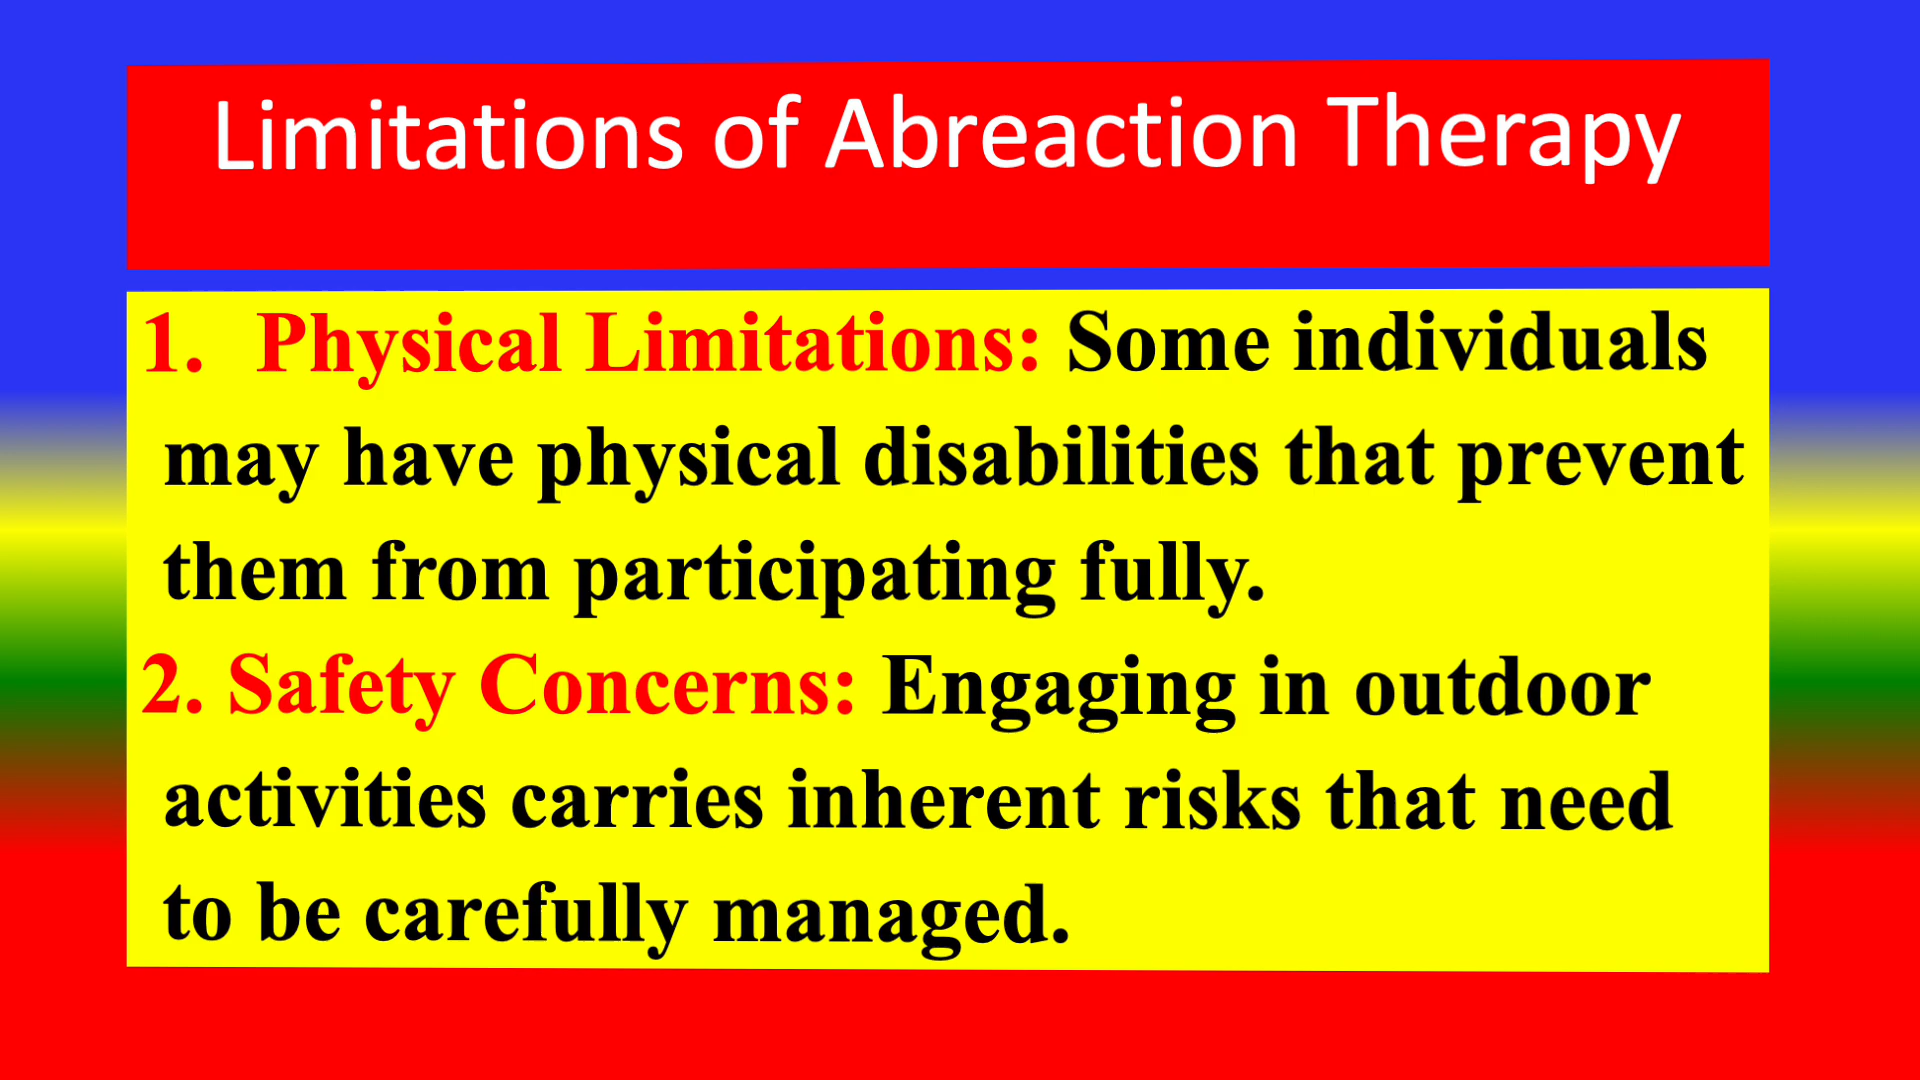 Limitations of Abreaction Therapy
1. Physical Limitations: Some individuals
may have physical disabilities that prevent
them from participating fully.
2. Safety Concerns: Engaging in outdoor
activities carries inherent risks that need
to be carefully managed.